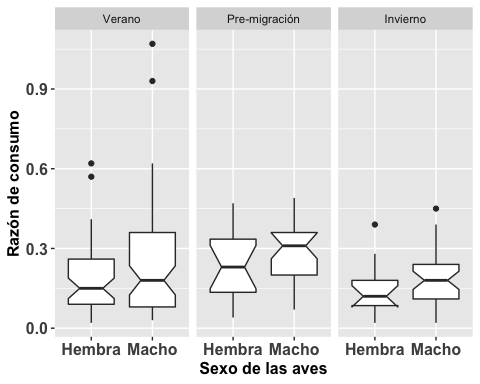 Verano
Pre-migración
Invierno
Razón de consumo
0.9
0.6
0.3
0.0
Hembra Macho Hembra Macho Hembra Macho
Sexo de las aves